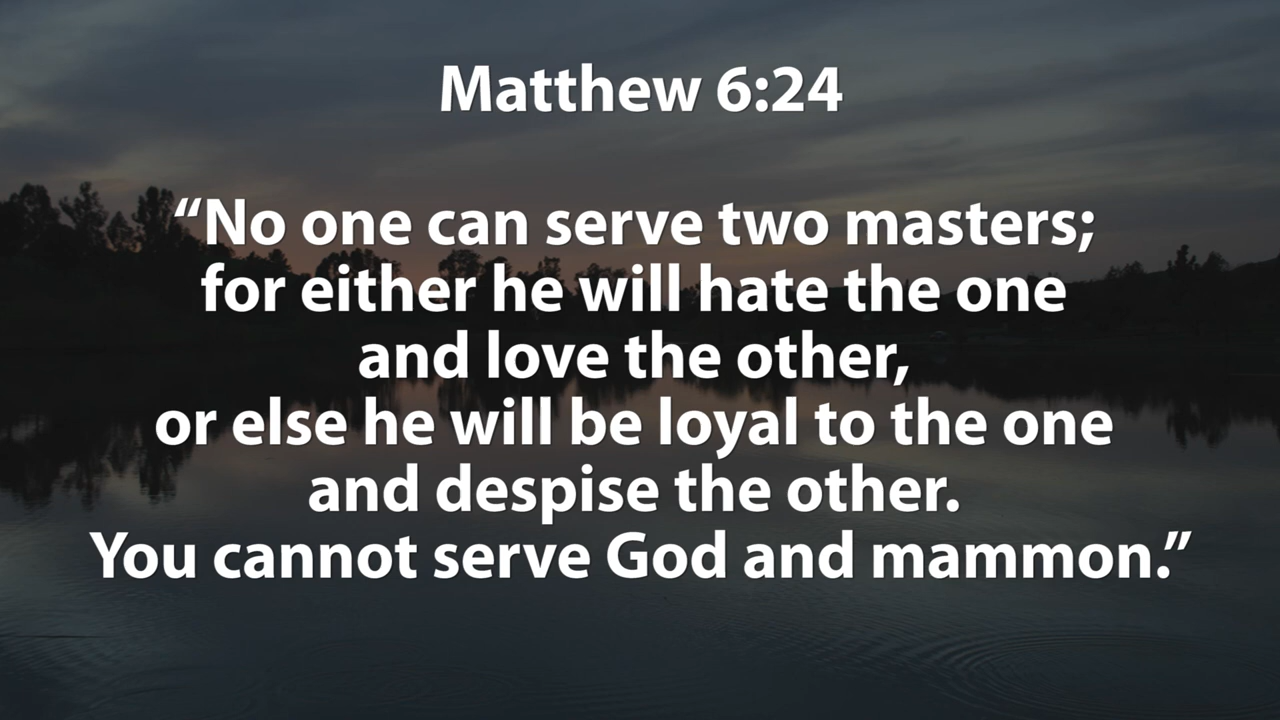 Matthew 6:24
“No one can serve two masters;
for either he will hate the one
and love the other,
or else he will be loyal to the one
and despise the other.
You cannot serve God and mammon.”